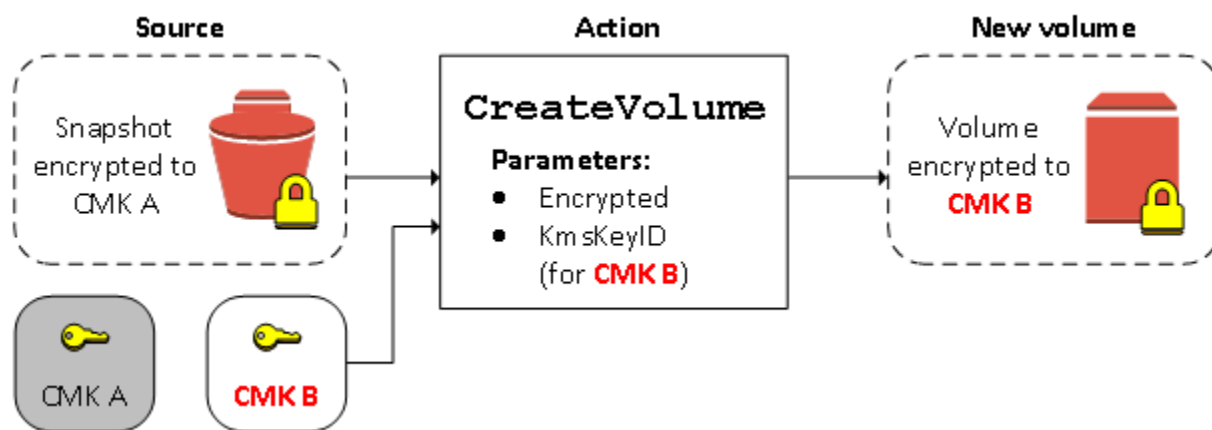 Source
Snapshot
encrypted to
CMK A
CMK A
CMK B
Action
CreateVolume
Parameters:
● Encrypted
● KmsKeyID
(for CMK B)
New volume
Volume
encrypted to
CMK B